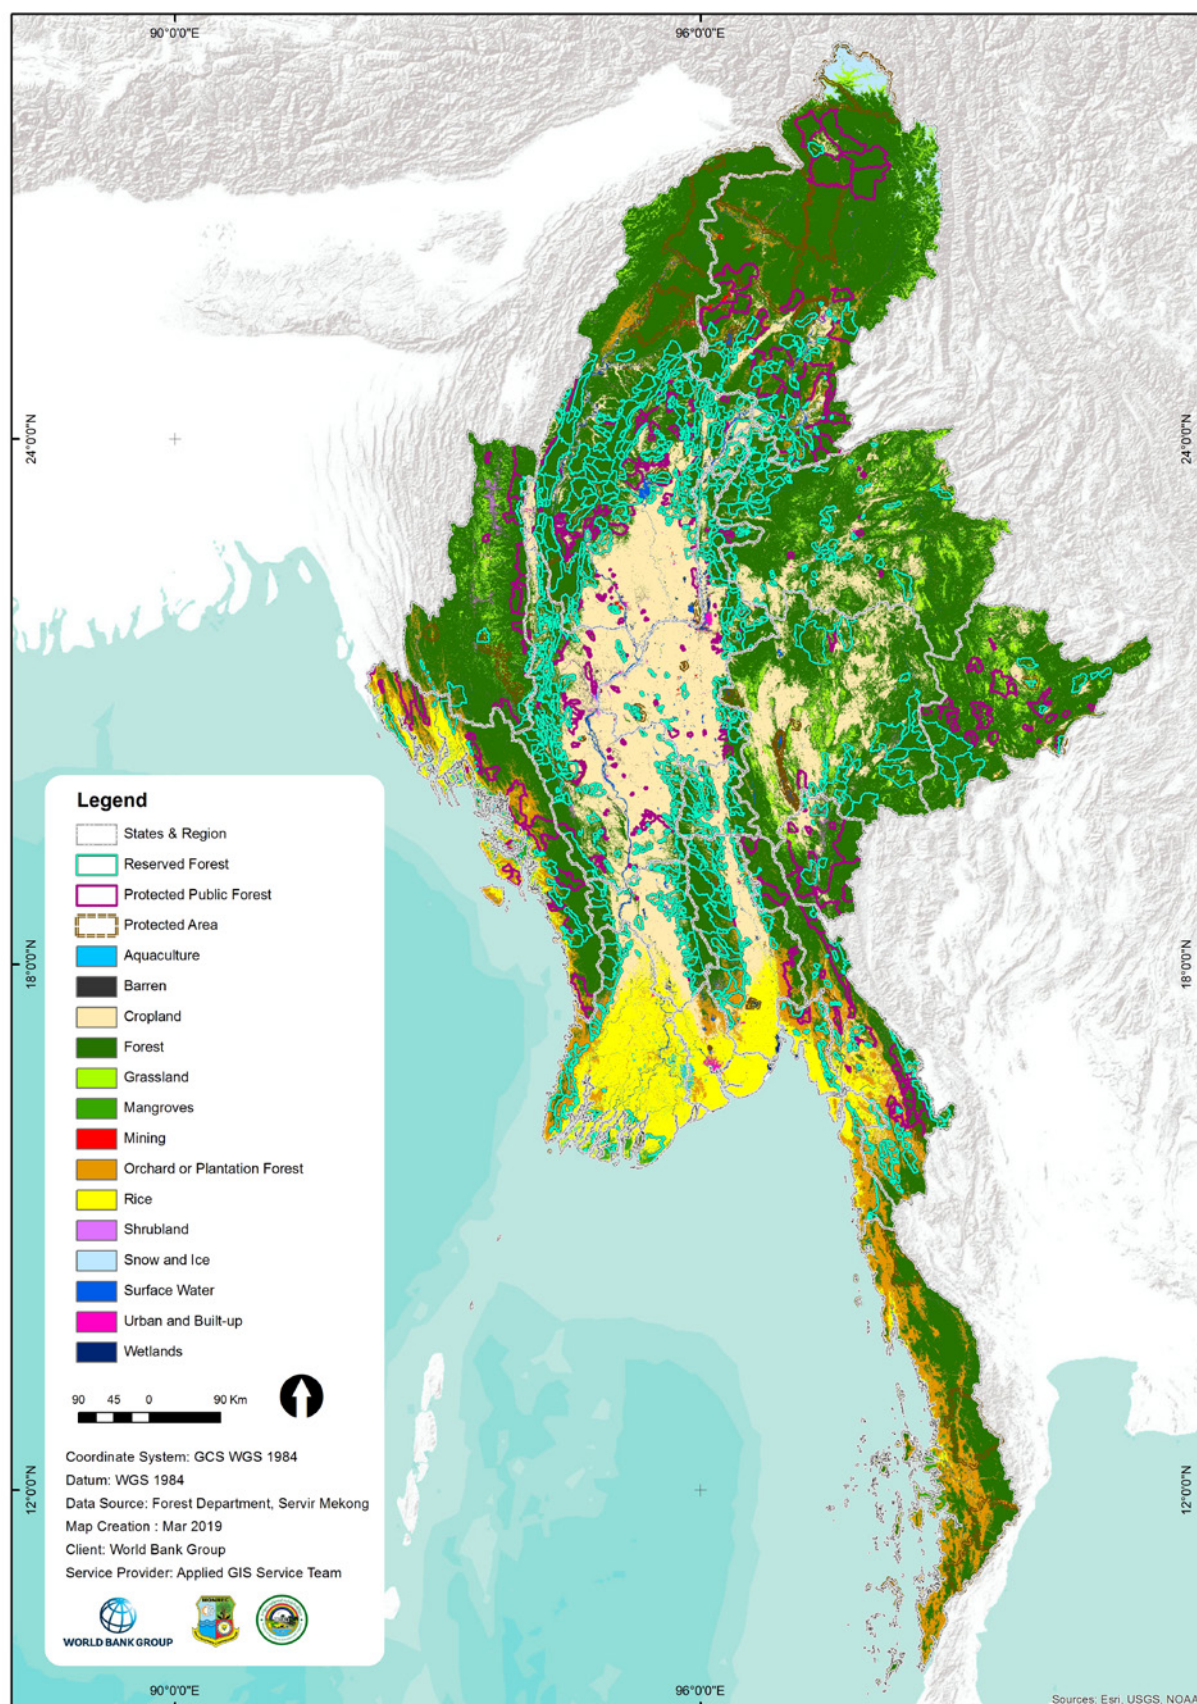 90°0'0"E
96°0'0"E
24°0'0"N
24°0'0"N
Legend
States & Region
Reserved Forest
Protected Public Forest
Protected Area
Aquaculture
Barren
Cropland
Forest
Grassland
Mangroves
Mining
Orchard or Plantation Forest
Rice
Shrubland
Snow and Ice
Surface Water
Urban and Built-up
Wetlands
18°0'0"N
18°0'0"N
90 45 0 90 Km
Coordinate System: GCS WGS 1984
Datum: WGS 1984
Data Source: Forest Department, Servir Mekong
Map Creation : Mar 2019
Client: World Bank Group
Service Provider: Applied GIS Service Team
12°0'0"N
12°0'0"N
WORLD BANK GROUP
90°0'0"E
96°0'0"E
Sources: Esri, USGS, NOAA